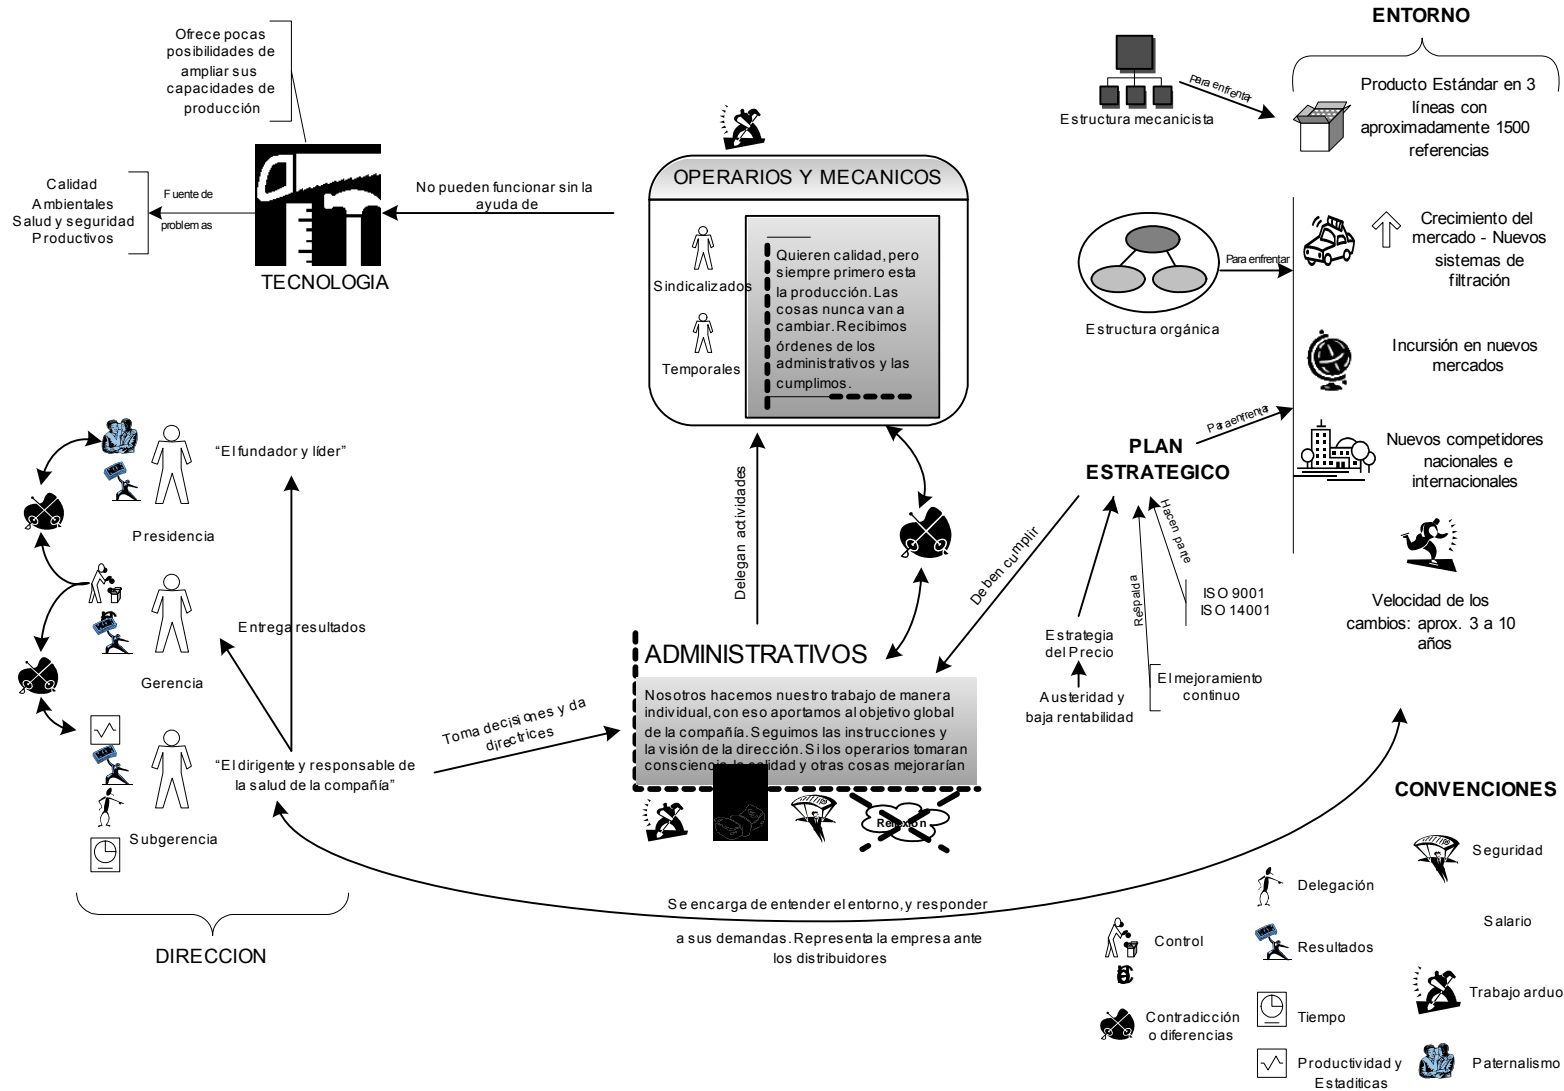 Ofrece pocas
posibilidades de
ampliar sus
capacidades de
producción
Calidad
Ambientales
Salud y seguridad
Productivos
Fuente de
problemas
TECNOLOGIA
No pueden funcionar sin la
ayuda de
OPERARIOS Y MECANICOS
Sindicalizados
Temporales
Quieren calidad, pero
siempre primero esta
la producción. Las
cosas nunca van a
cambiar. Recibimos
órdenes de los
administrativos y las
cumplimos.
ENTORNO
Estructura mecanicista
Para enfrentar
Producto Estándar en 3
líneas con
aproximadamente 1500
referencias
Estructura orgánica
Para enfrentar
Crecimiento del
mercado - Nuevos
sistemas de
filtración
Incursión en nuevos
mercados
Para enfrentar
Nuevos competidores
nacionales e
internacionales
Velocidad de los
cambios: aprox. 3 a 10
años
PLAN
ESTRATEGICO
Deben cumplir
Respalda
Hacen parte
ISO 9001
ISO 14001
Estrategia
del Precio
Austeridad y
baja rentabilidad
El mejoramiento
continuo
“El fundador y líder”
Presidencia
Entrega resultados
Gerencia
“El dirigente y responsable de
la salud de la compañía”
Subgerencia
DIRECCION
Toma decisiones y da
directrices
Delegan actividades
ADMINISTRATIVOS
Nosotros hacemos nuestro trabajo de manera
individual, con eso aportamos al objetivo global
de la compañía. Seguimos las instrucciones y
la visión de la dirección. Si los operarios tomaran
consciencia, la calidad y otras cosas mejorarían
Reflexión
Se encarga de entender el entorno, y responder
a sus demandas. Representa la empresa ante
los distribuidores
CONVENCIONES
Seguridad
Delegación
Salario
Control
Resultados
Trabajo arduo
Contradicción
o diferencias
Tiempo
Productividad y
Estaditicas
Paternalismo